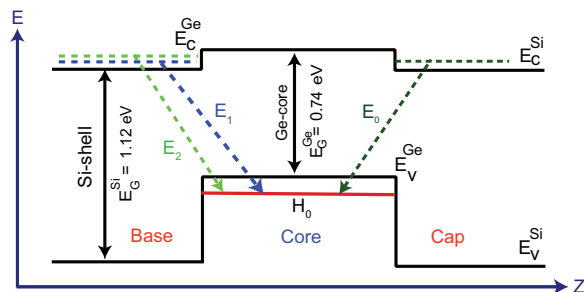 E
E_C^Ge
E_C^Si
Si-shell
E_G^Si = 1.12 eV
E_2
E_1
Ge-core
E_G^Ge = 0.74 eV
E_0
E_V^Ge
H_0
Base
Core
Cap
E_V^Si
Z